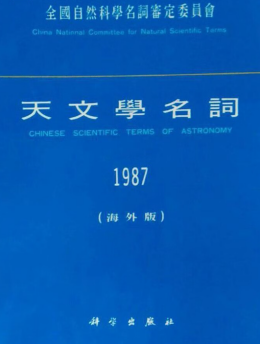 全國自然科學名詞審定委員會
China National Committee for Natural Scientific Terms
天文學名詞
CHINESE SCIENTIFIC TERMS OF ASTRONOMY
1987
(海外版)
科学出版社